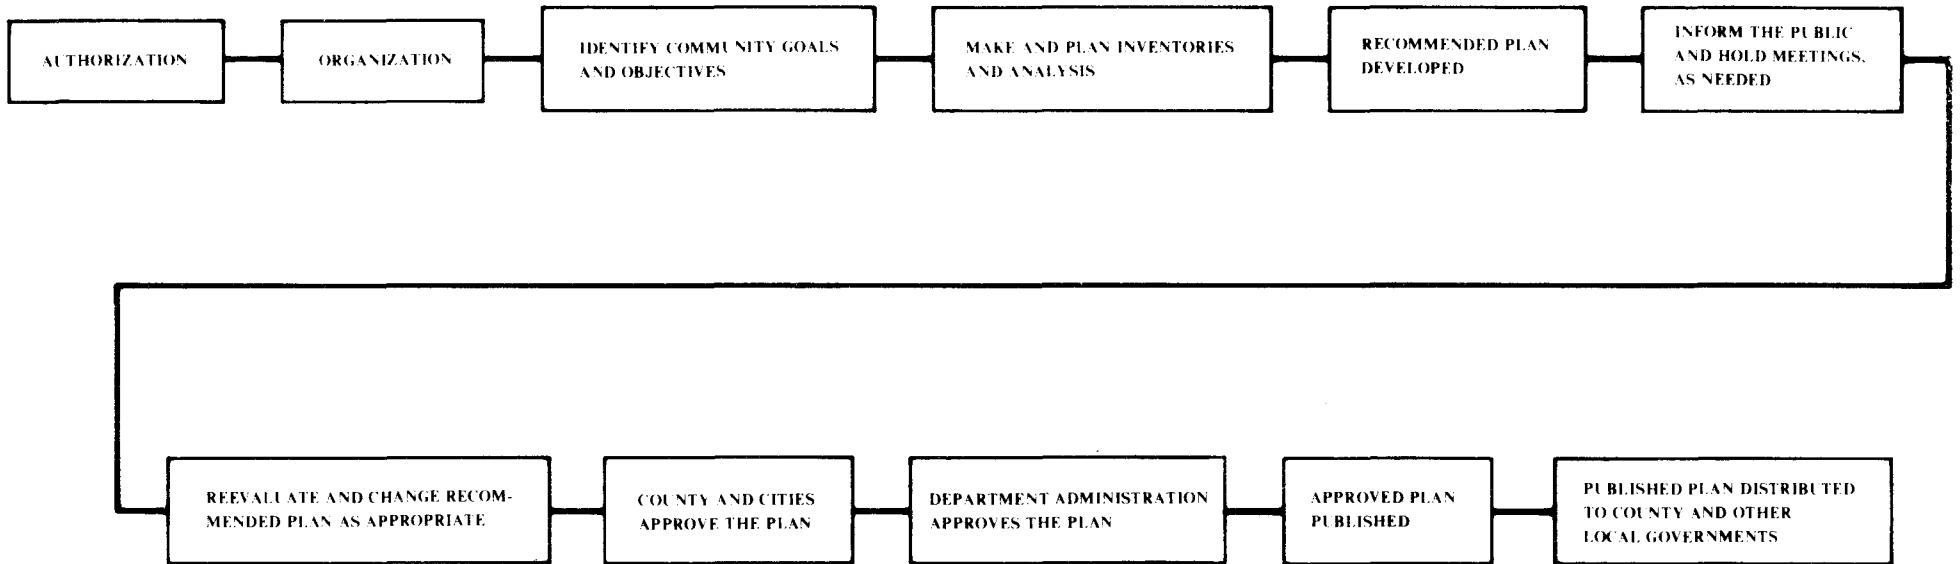 AUTHORIZATION
ORGANIZATION
IDENTIFY COMMUNITY GOALS
AND OBJECTIVES
MAKE AND PLAN INVENTORIES
AND ANALYSIS
RECOMMENDED PLAN
DEVELOPED
INFORM THE PUBLIC
AND HOLD MEETINGS,
AS NEEDED
REEVALUATE AND CHANGE RECOM-
MENDED PLAN AS APPROPRIATE
COUNTY AND CITIES
APPROVE THE PLAN
DEPARTMENT ADMINISTRATION
APPROVES THE PLAN
APPROVED PLAN
PUBLISHED
PUBLISHED PLAN DISTRIBUTED
TO COUNTY AND OTHER
LOCAL GOVERNMENTS